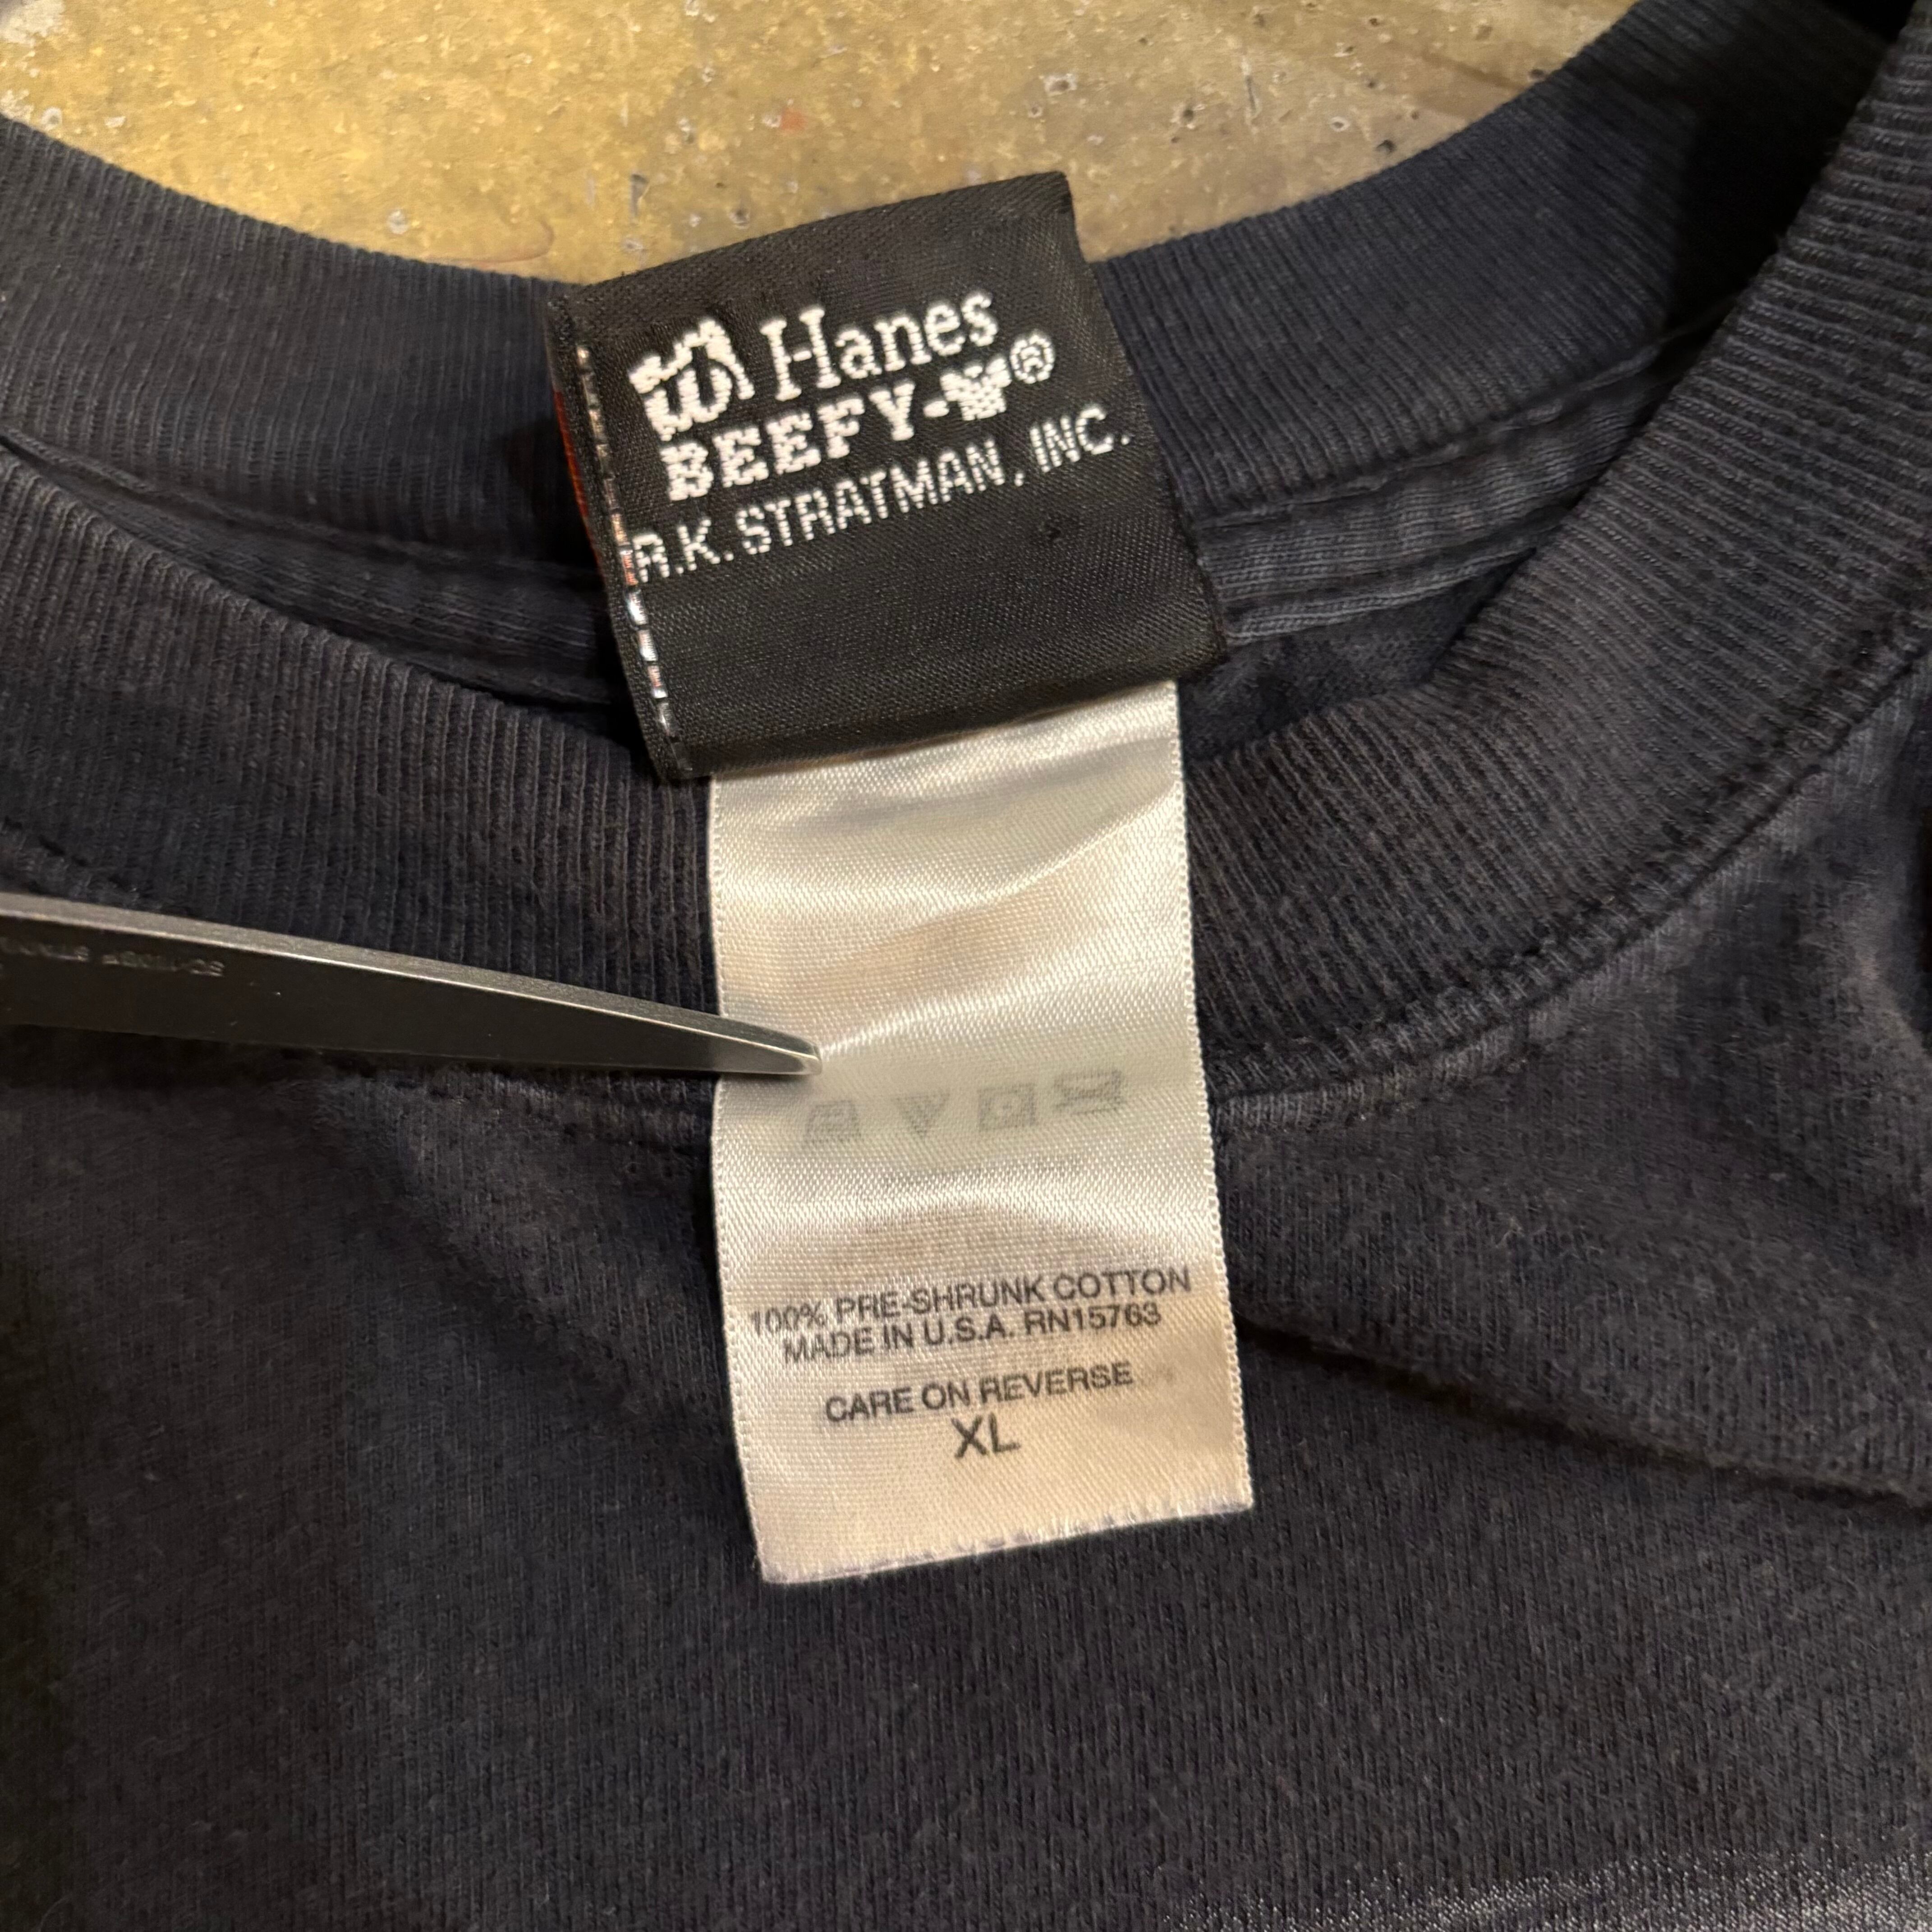 Hanes
BEEFY-T®
R.K. STRATMAN, INC.
100% PRE-SHRUNK COTTON
MADE IN U.S.A. RN15763
CARE ON REVERSE
XL